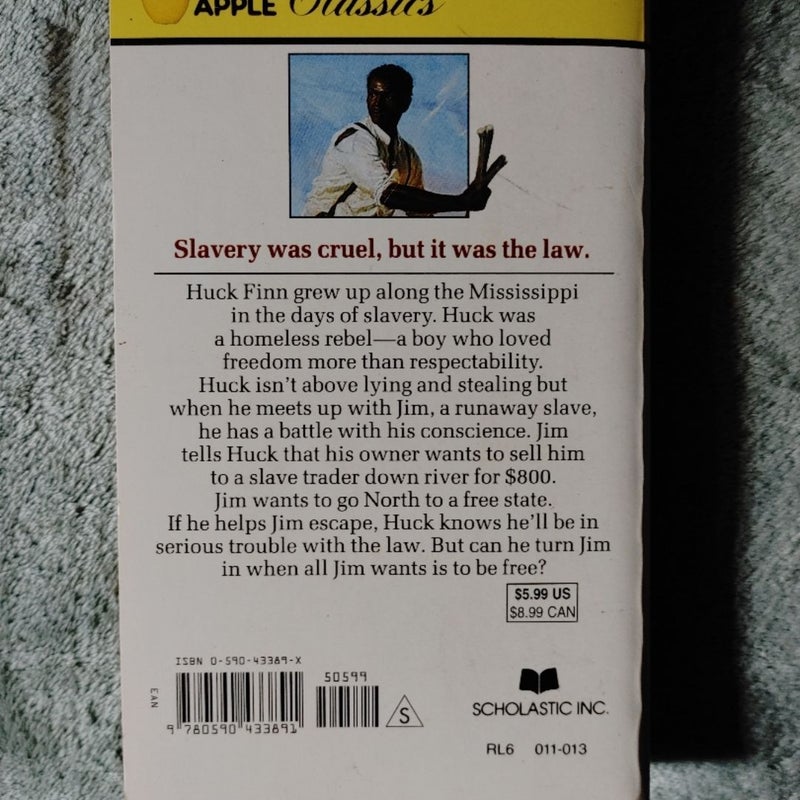 APPLE Classics
Slavery was cruel, but it was the law.
Huck Finn grew up along the Mississippi
in the days of slavery. Huck was
a homeless rebel—a boy who loved
freedom more than respectability.
Huck isn't above lying and stealing but
when he meets up with Jim, a runaway slave,
he has a battle with his conscience. Jim
tells Huck that his owner wants to sell him
to a slave trader down river for $800.
Jim wants to go North to a free state.
If he helps Jim escape, Huck knows he'll be in
serious trouble with the law. But can he turn Jim
in when all Jim wants is to be free?
$5.99 US
$8.99 CAN
ISBN 0-590-43389-X
50599
EAN
S
9 780590 433891
SCHOLASTIC INC.
RL6 011-013